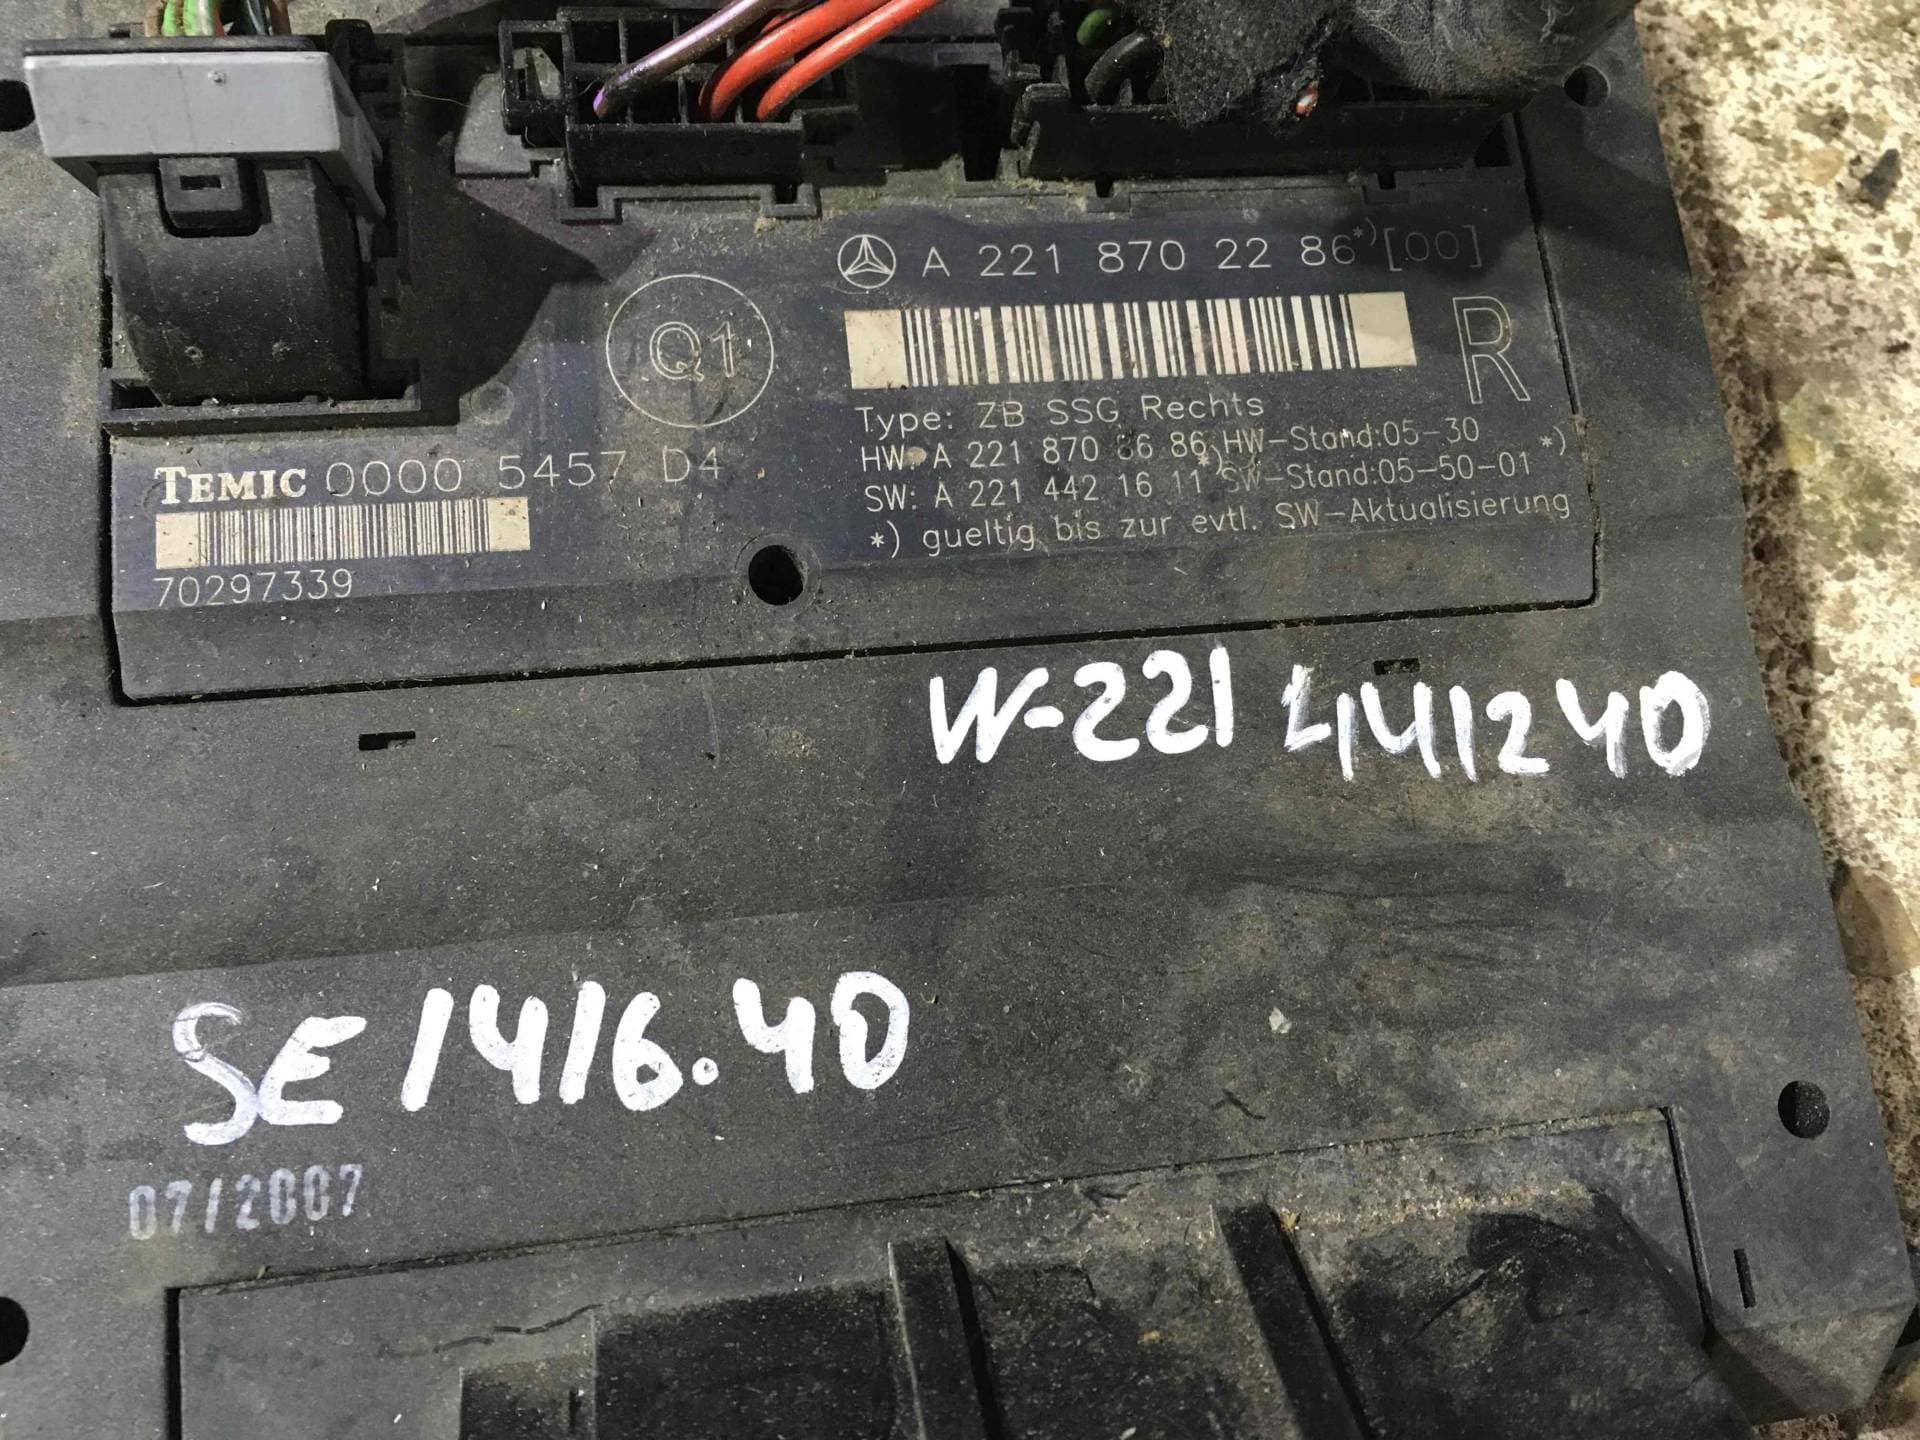 A 221 870 22 86*) [00]
Q1
R
Type: ZB SSG Rechts
HW: A 221 870 86 86 HW-Stand:05-30
SW: A 221 442 16 11*) SW-Stand:05-50-01 *)
*) gueltig bis zur evtl. SW-Aktualisierung
TEMIC 0000 5457 D4
70297339
W-221 441240
SE 1416.40
07/2007